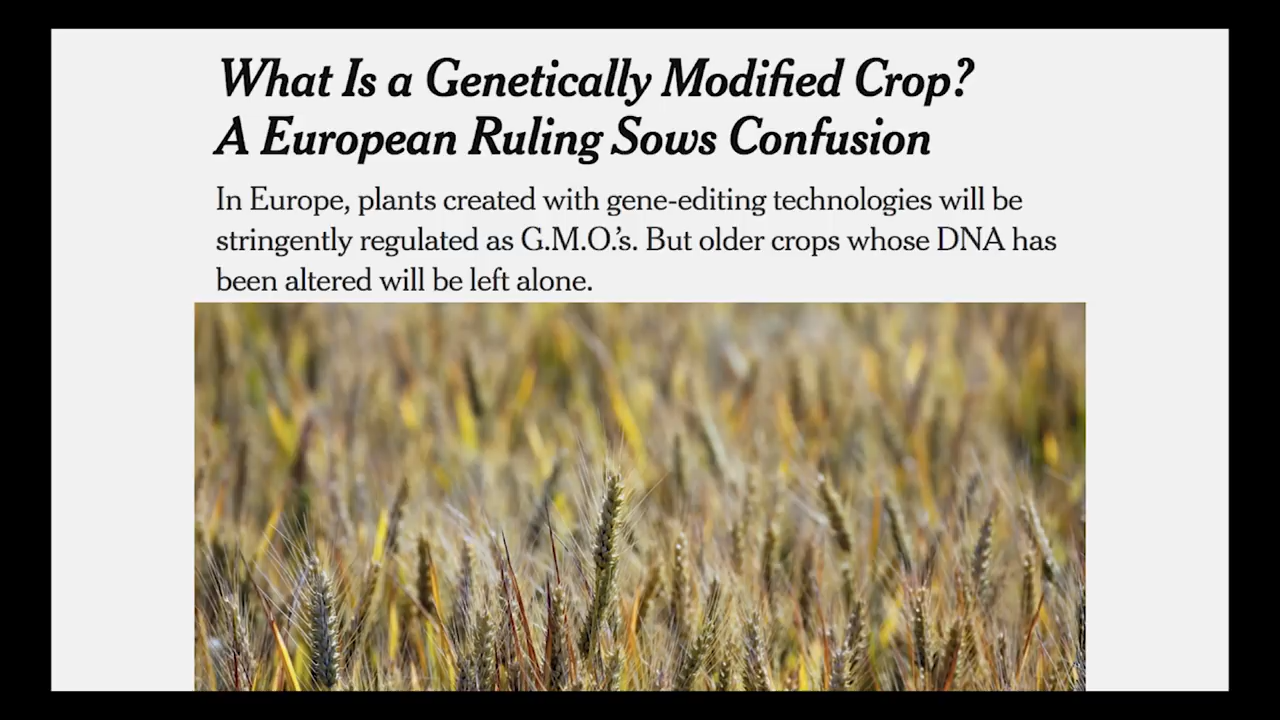 What Is a Genetically Modified Crop?
A European Ruling Sows Confusion
In Europe, plants created with gene-editing technologies will be
stringently regulated as G.M.O.’s. But older crops whose DNA has
been altered will be left alone.